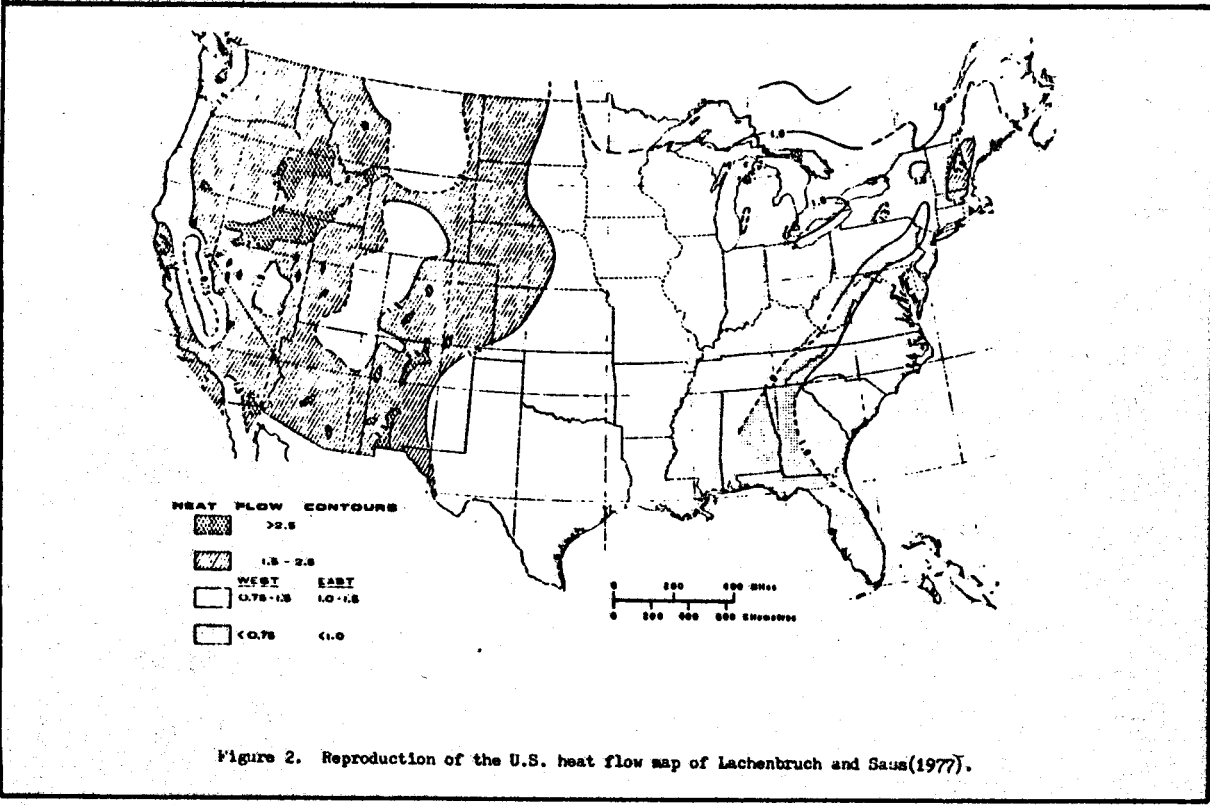 1.0
1.0
HEAT FLOW CONTOURS
>2.5
1.5 - 2.5
WEST EAST
0.75-1.5 1.0-1.5
<0.75 <1.0
0 200 400 Miles
0 200 400 600 Kilometres
Figure 2. Reproduction of the U.S. heat flow map of Lachenbruch and Sass(1977).